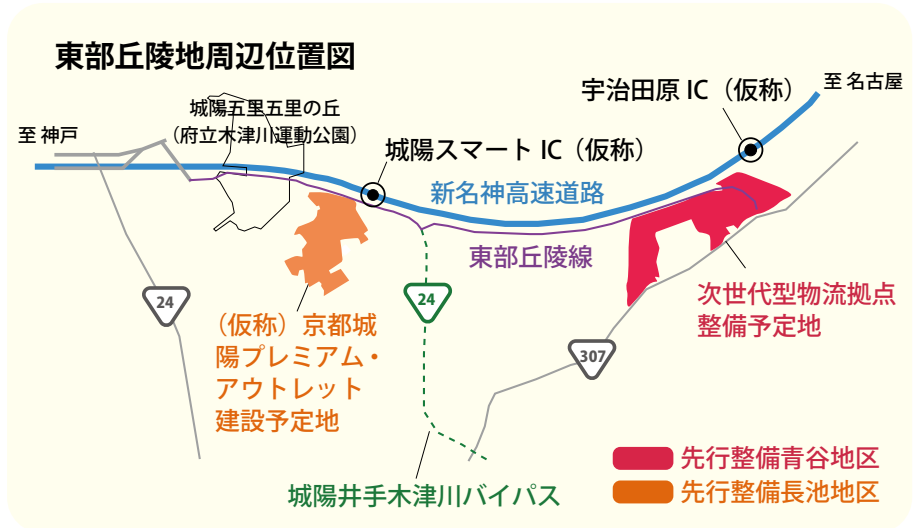 東部丘陵地周辺位置図
宇治田原 IC（仮称）
至 名古屋
城陽五里五里の丘
（府立木津川運動公園）
至 神戸
城陽スマート IC（仮称）
新名神高速道路
東部丘陵線
24
24
次世代型物流拠点
整備予定地
（仮称）京都城
陽プレミアム・
アウトレット
建設予定地
307
先行整備青谷地区
先行整備長池地区
城陽井手木津川バイパス